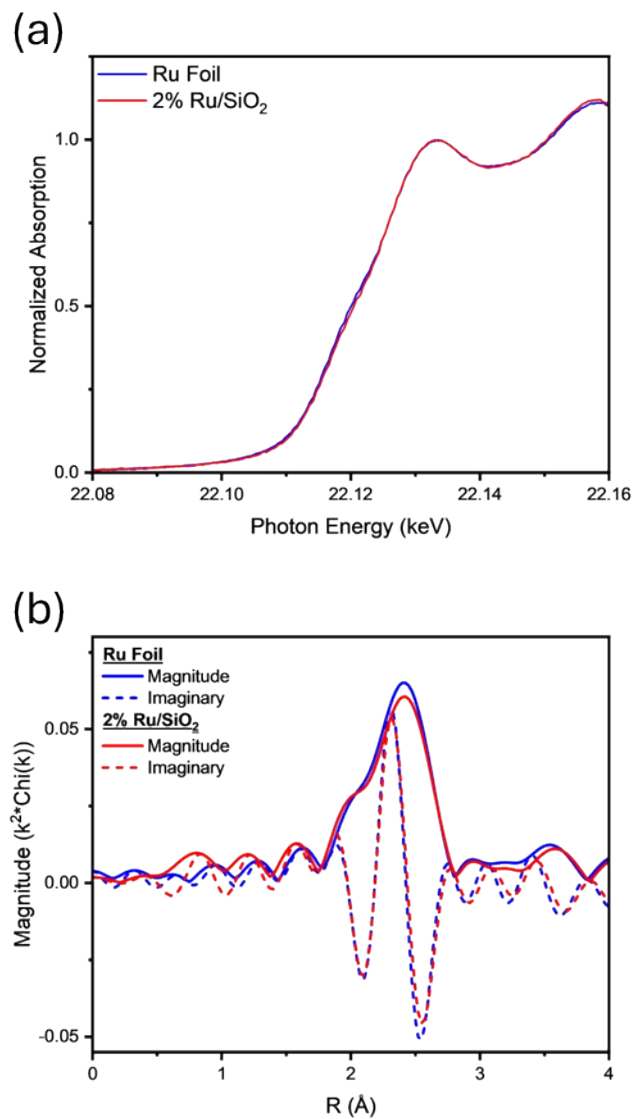 (a)
Ru Foil
2% Ru/SiO₂
1.0
0.5
0.0
Normalized Absorption
22.08 22.10 22.12 22.14 22.16
Photon Energy (keV)
(b)
Ru Foil
Magnitude
Imaginary
2% Ru/SiO₂
Magnitude
Imaginary
0.05
0.00
-0.05
Magnitude (k²*Chi(k))
0 1 2 3 4
R (Å)